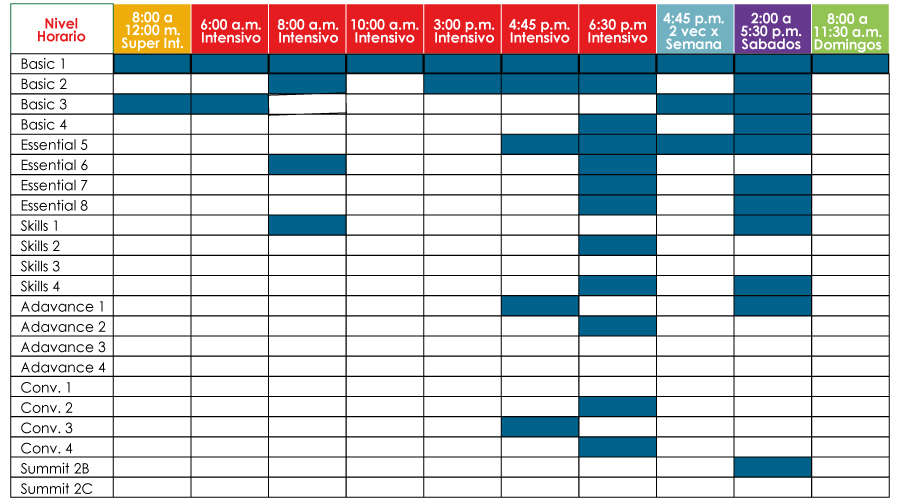 Nivel
Horario
8:00 a
12:00 m.
Super Int.
6:00 a.m.
Intensivo
8:00 a.m.
Intensivo
10:00 a.m.
Intensivo
3:00 p.m.
Intensivo
4:45 p.m.
Intensivo
6:30 p.m
Intensivo
4:45 p.m.
2 vec x
Semana
2:00 a
5:30 p.m.
Sabados
8:00 a
11:30 a.m.
Domingos
Basic 1
Basic 2
Basic 3
Basic 4
Essential 5
Essential 6
Essential 7
Essential 8
Skills 1
Skills 2
Skills 3
Skills 4
Adavance 1
Adavance 2
Adavance 3
Adavance 4
Conv. 1
Conv. 2
Conv. 3
Conv. 4
Summit 2B
Summit 2C